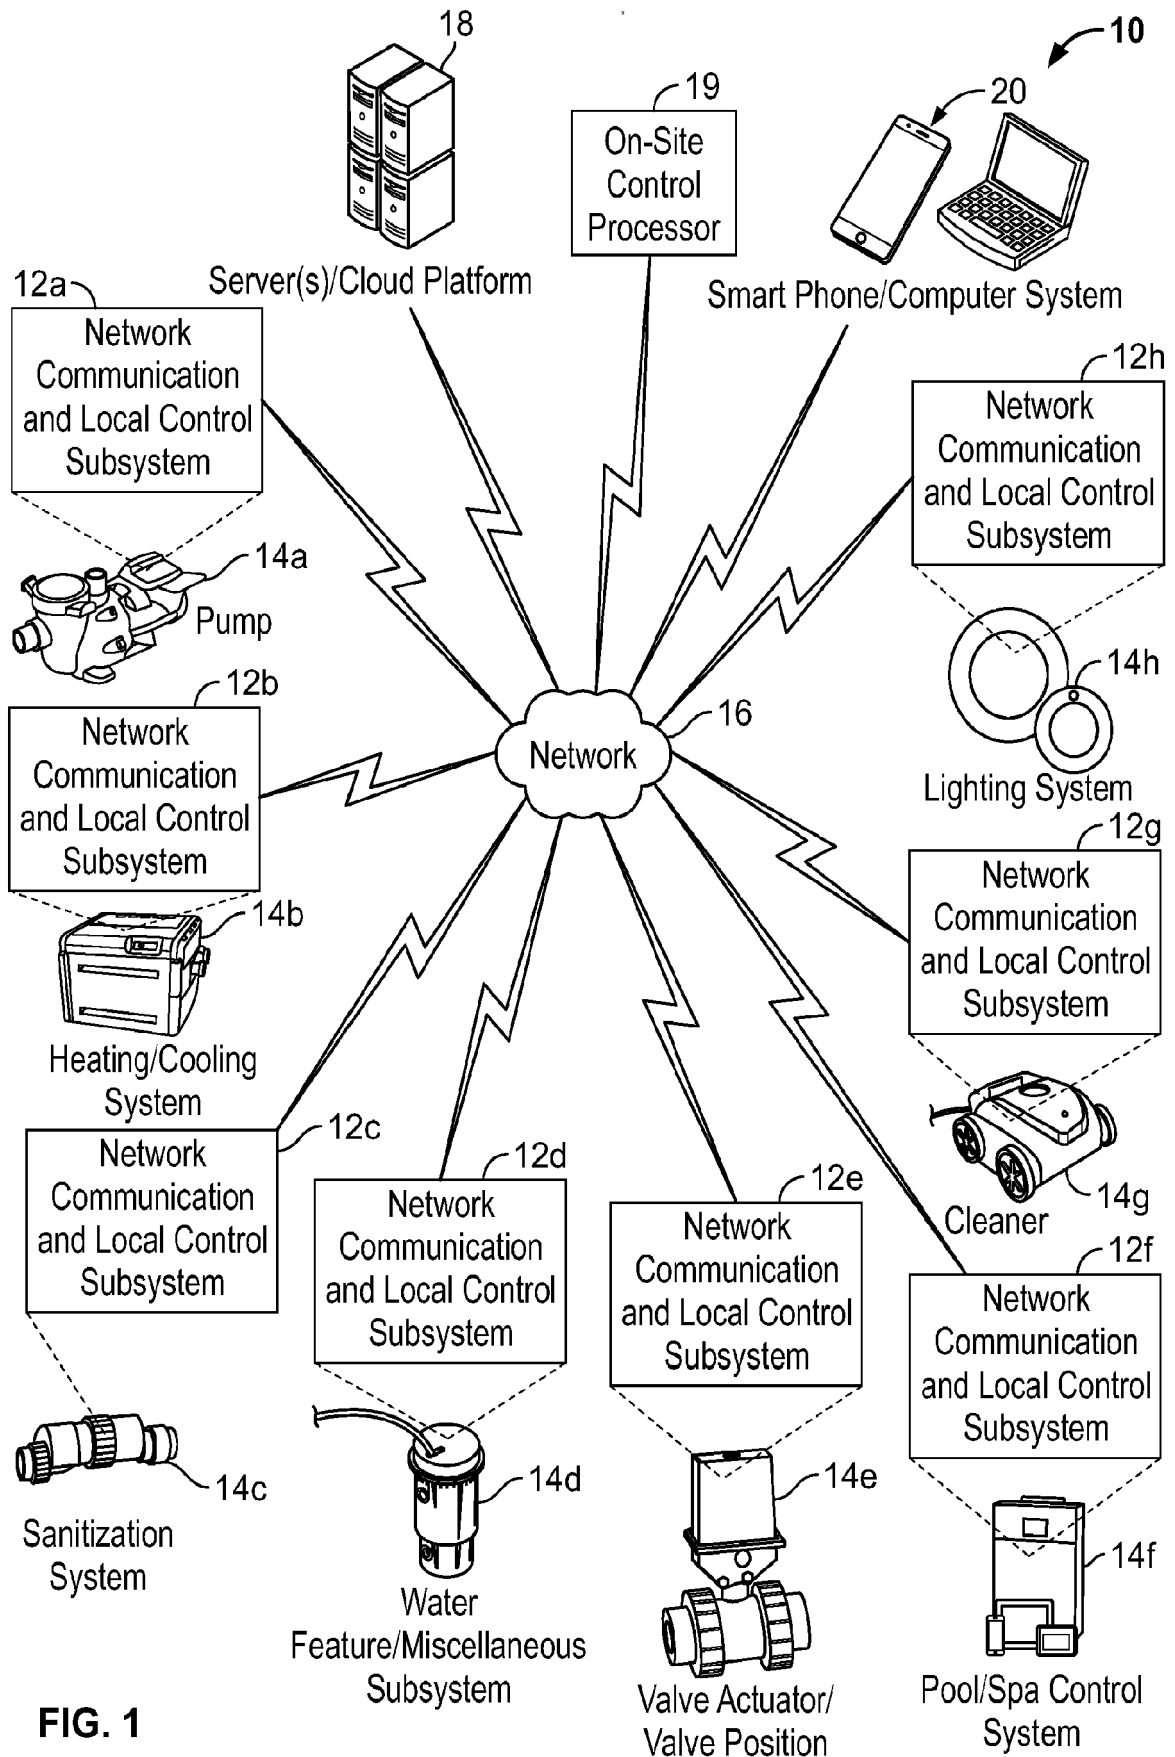 18
10
19
20
On-Site
Control
Processor
Server(s)/Cloud Platform
Smart Phone/Computer System
12a
Network
Communication
and Local Control
Subsystem
14a
Pump
12h
Network
Communication
and Local Control
Subsystem
14h
Lighting System
16
Network
12b
Network
Communication
and Local Control
Subsystem
14b
Heating/Cooling
System
12g
Network
Communication
and Local Control
Subsystem
14g
Cleaner
12c
Network
Communication
and Local Control
Subsystem
14c
Sanitization
System
12d
Network
Communication
and Local Control
Subsystem
14d
Water
Feature/Miscellaneous
Subsystem
12e
Network
Communication
and Local Control
Subsystem
14e
Valve Actuator/
Valve Position
12f
Network
Communication
and Local Control
Subsystem
14f
Pool/Spa Control
System
FIG. 1